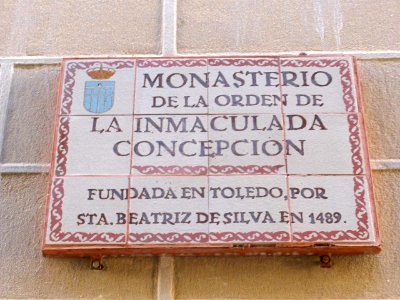 MONASTERIO
DE LA ORDEN DE
LA INMACULADA
CONCEPCION
FUNDADA EN TOLEDO, POR
STA. BEATRIZ DE SILVA EN 1489.